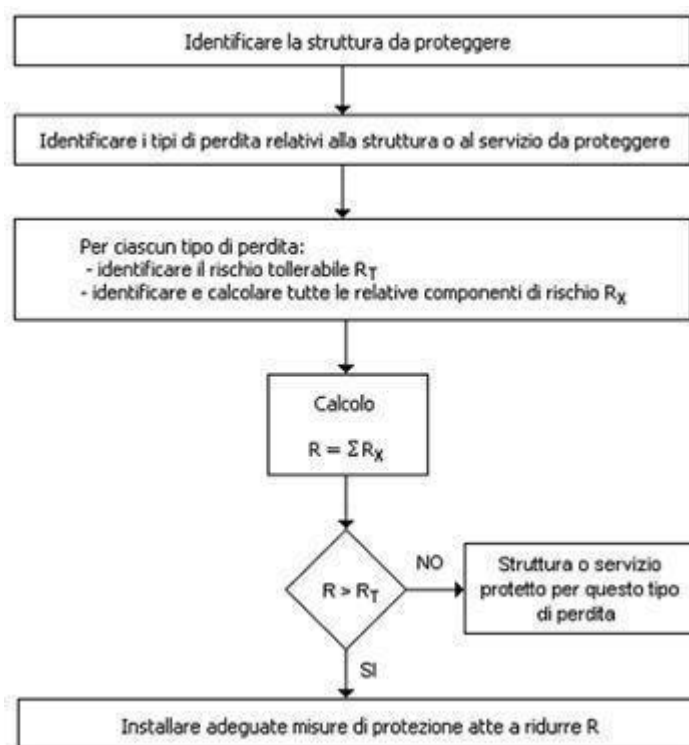 Identificare la struttura da proteggere
Identificare i tipi di perdita relativi alla struttura o al servizio da proteggere
Per ciascun tipo di perdita:
- identificare il rischio tollerabile RT
- identificare e calcolare tutte le relative componenti di rischio RX
Calcolo
R = ΣRX
R > RT
NO
Struttura o servizio
protetto per questo tipo
di perdita
SI
Installare adeguate misure di protezione atte a ridurre R